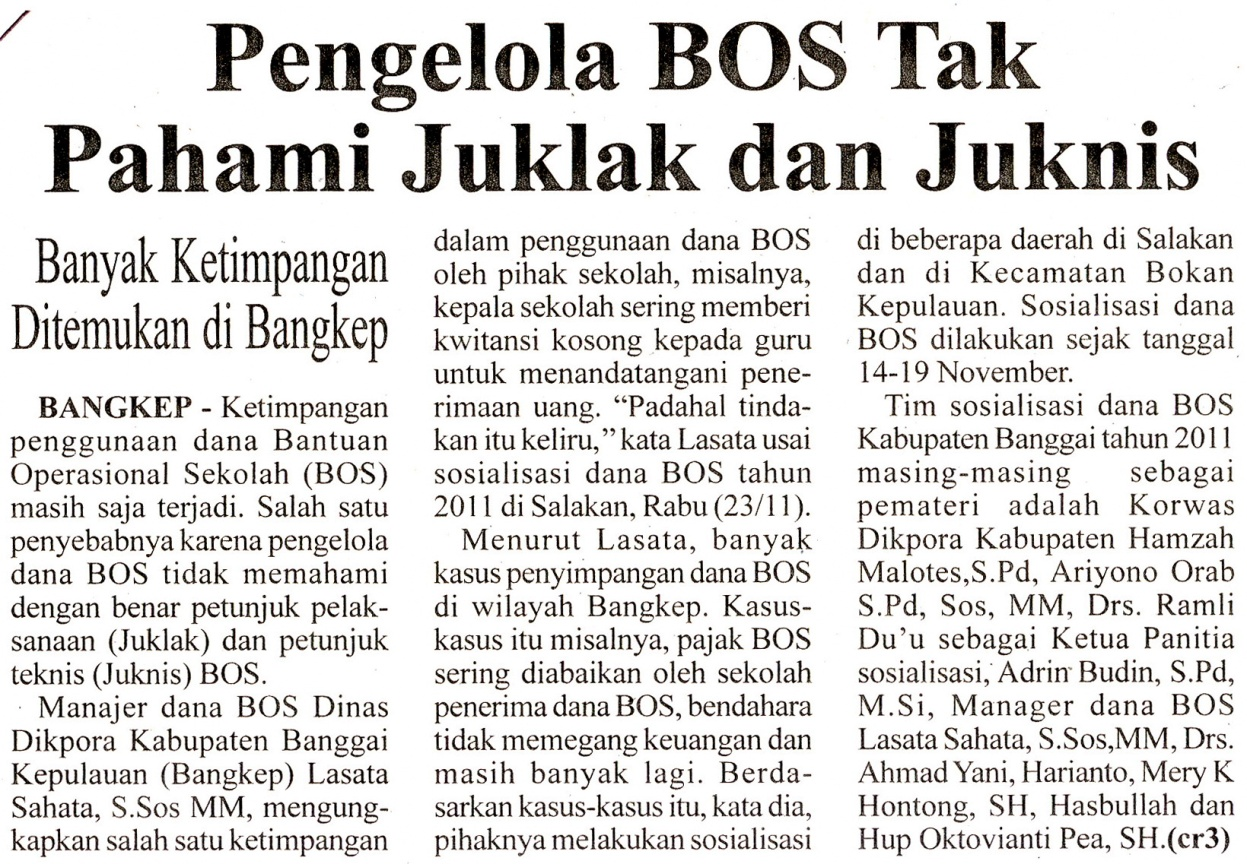 Pengelola BOS Tak
Pahami Juklak dan Juknis
Banyak Ketimpangan
Ditemukan di Bangkep
BANGKEP - Ketimpangan
penggunaan dana Bantuan
Operasional Sekolah (BOS)
masih saja terjadi. Salah satu
penyebabnya karena pengelola
dana BOS tidak memahami
dengan benar petunjuk pelak-
sanaan (Juklak) dan petunjuk
teknis (Juknis) BOS.
Manajer dana BOS Dinas
Dikpora Kabupaten Banggai
Kepulauan (Bangkep) Lasata
Sahata, S.Sos MM, mengung-
kapkan salah satu ketimpangan
dalam penggunaan dana BOS
oleh pihak sekolah, misalnya,
kepala sekolah sering memberi
kwitansi kosong kepada guru
untuk menandatangani pene-
rimaan uang. “Padahal tinda-
kan itu keliru,” kata Lasata usai
sosialisasi dana BOS tahun
2011 di Salakan, Rabu (23/11).
Menurut Lasata, banyak
kasus penyimpangan dana BOS
di wilayah Bangkep. Kasus-
kasus itu misalnya, pajak BOS
sering diabaikan oleh sekolah
penerima dana BOS, bendahara
tidak memegang keuangan dan
masih banyak lagi. Berda-
sarkan kasus-kasus itu, kata dia,
pihaknya melakukan sosialisasi
di beberapa daerah di Salakan
dan di Kecamatan Bokan
Kepulauan. Sosialisasi dana
BOS dilakukan sejak tanggal
14-19 November.
Tim sosialisasi dana BOS
Kabupaten Banggai tahun 2011
masing-masing sebagai
pemateri adalah Korwas
Dikpora Kabupaten Hamzah
Malotes,S.Pd, Ariyono Orab
S.Pd, Sos, MM, Drs. Ramli
Du’u sebagai Ketua Panitia
sosialisasi, Adrin Budin, S.Pd,
M.Si, Manager dana BOS
Lasata Sahata, S.Sos,MM, Drs.
Ahmad Yani, Harianto, Mery K
Hontong, SH, Hasbullah dan
Hup Oktovianti Pea, SH.(cr3)